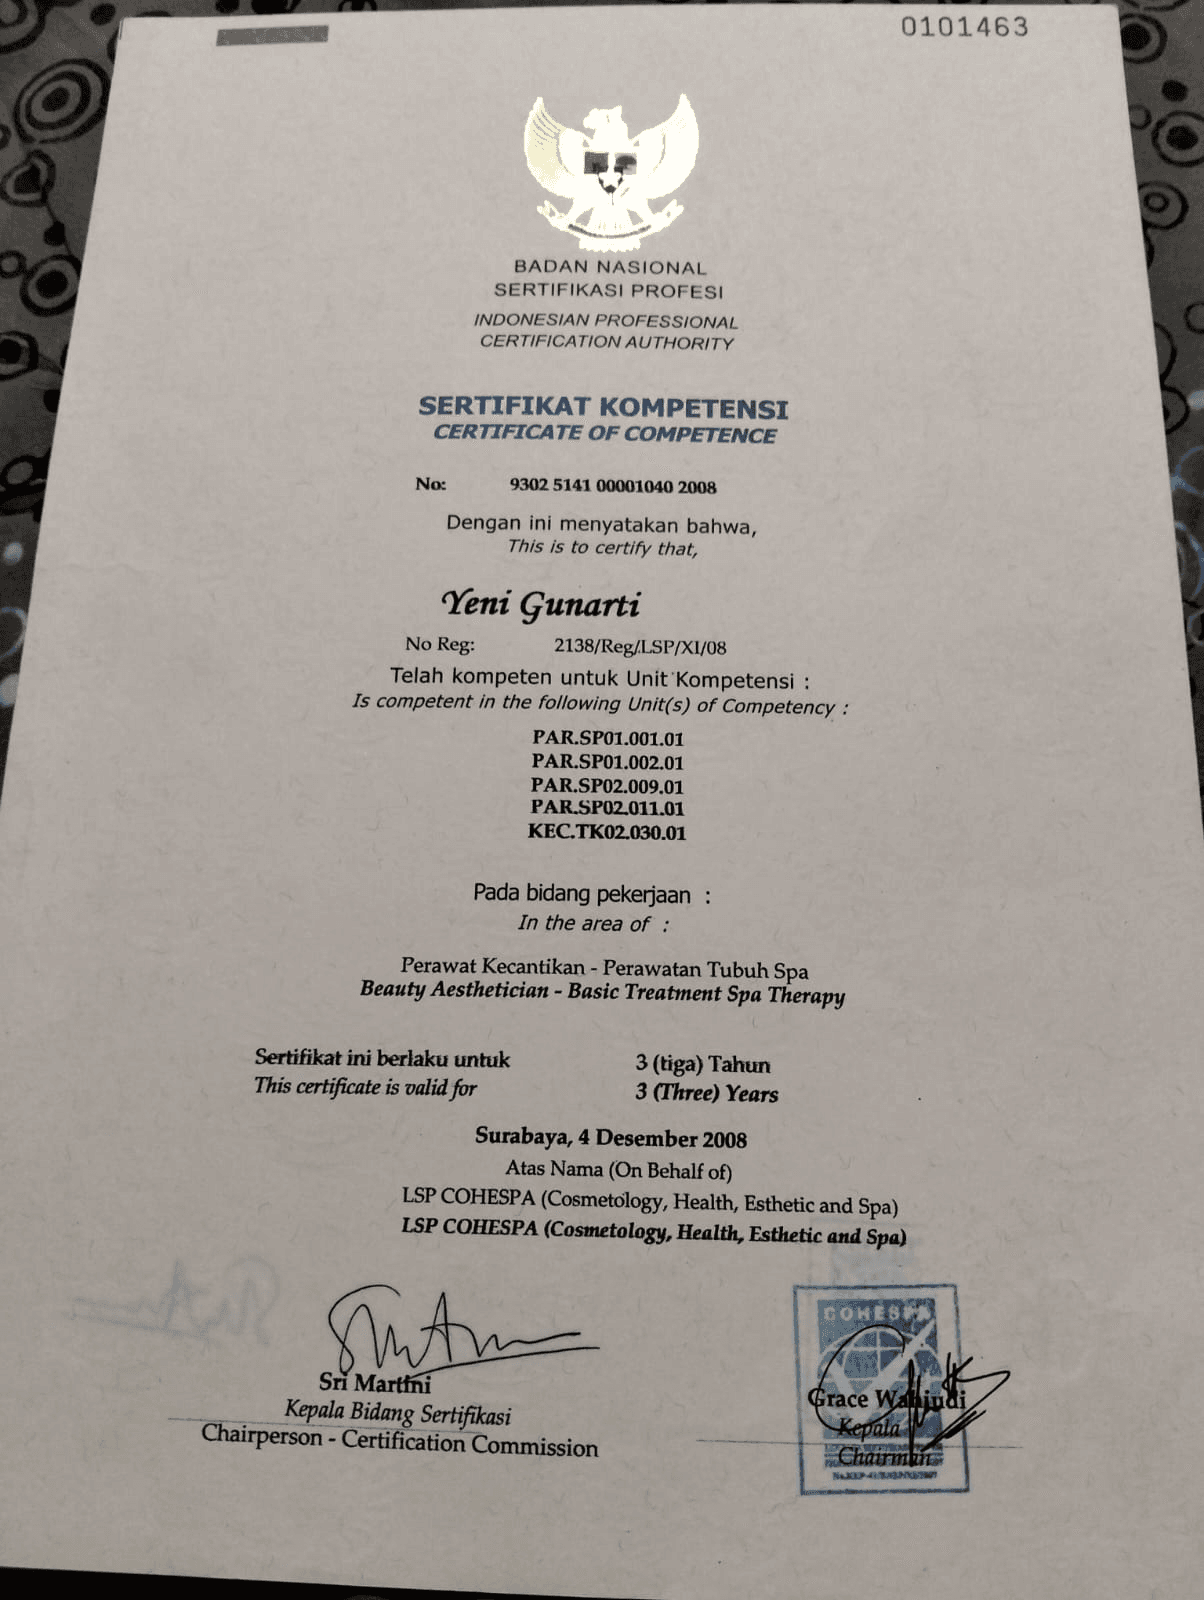 0101463
BADAN NASIONAL
SERTIFIKASI PROFESI
INDONESIAN PROFESSIONAL
CERTIFICATION AUTHORITY
SERTIFIKAT KOMPETENSI
CERTIFICATE OF COMPETENCE
No: 9302 5141 00001040 2008
Dengan ini menyatakan bahwa,
This is to certify that,
Yeni Gunarti
No Reg: 2138/Reg/LSP/XI/08
Telah kompeten untuk Unit Kompetensi :
Is competent in the following Unit(s) of Competency :
PAR.SP01.001.01
PAR.SP01.002.01
PAR.SP02.009.01
PAR.SP02.011.01
KEC.TK02.030.01
Pada bidang pekerjaan :
In the area of :
Perawat Kecantikan - Perawatan Tubuh Spa
Beauty Aesthetician - Basic Treatment Spa Therapy
Sertifikat ini berlaku untuk 3 (tiga) Tahun
This certificate is valid for 3 (Three) Years
Surabaya, 4 Desember 2008
Atas Nama (On Behalf of)
LSP COHESPA (Cosmetology, Health, Esthetic and Spa)
LSP COHESPA (Cosmetology, Health, Esthetic and Spa)
COHESPA
Sri Martini
Grace Wahjudi
Kepala Bidang Sertifikasi
Kepala
Chairperson - Certification Commission
Chairman